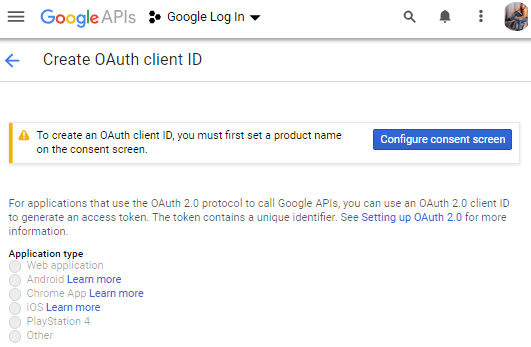 Google APIs Google Log In
Create OAuth client ID
To create an OAuth client ID, you must first set a product name
on the consent screen.
Configure consent screen
For applications that use the OAuth 2.0 protocol to call Google APIs, you can use an OAuth 2.0 client ID
to generate an access token. The token contains a unique identifier. See Setting up OAuth 2.0 for more
information.
Application type
Web application
Android Learn more
Chrome App Learn more
iOS Learn more
PlayStation 4
Other